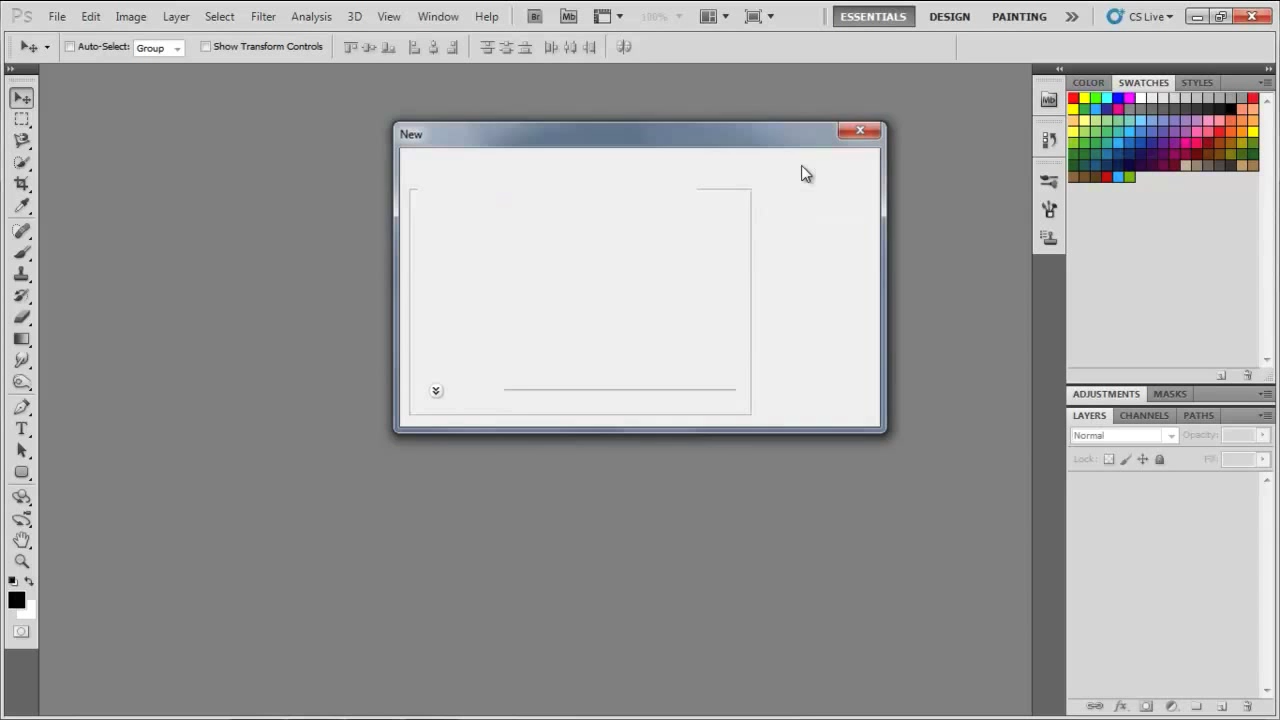 Ps File Edit Image Layer Select Filter Analysis 3D View Window Help Br Mb 100% ESSENTIALS DESIGN PAINTING CS Live
Auto-Select: Group Show Transform Controls
COLOR SWATCHES STYLES
Mb
New
ADJUSTMENTS MASKS
LAYERS CHANNELS PATHS
Normal Opacity:
Lock: Fill: